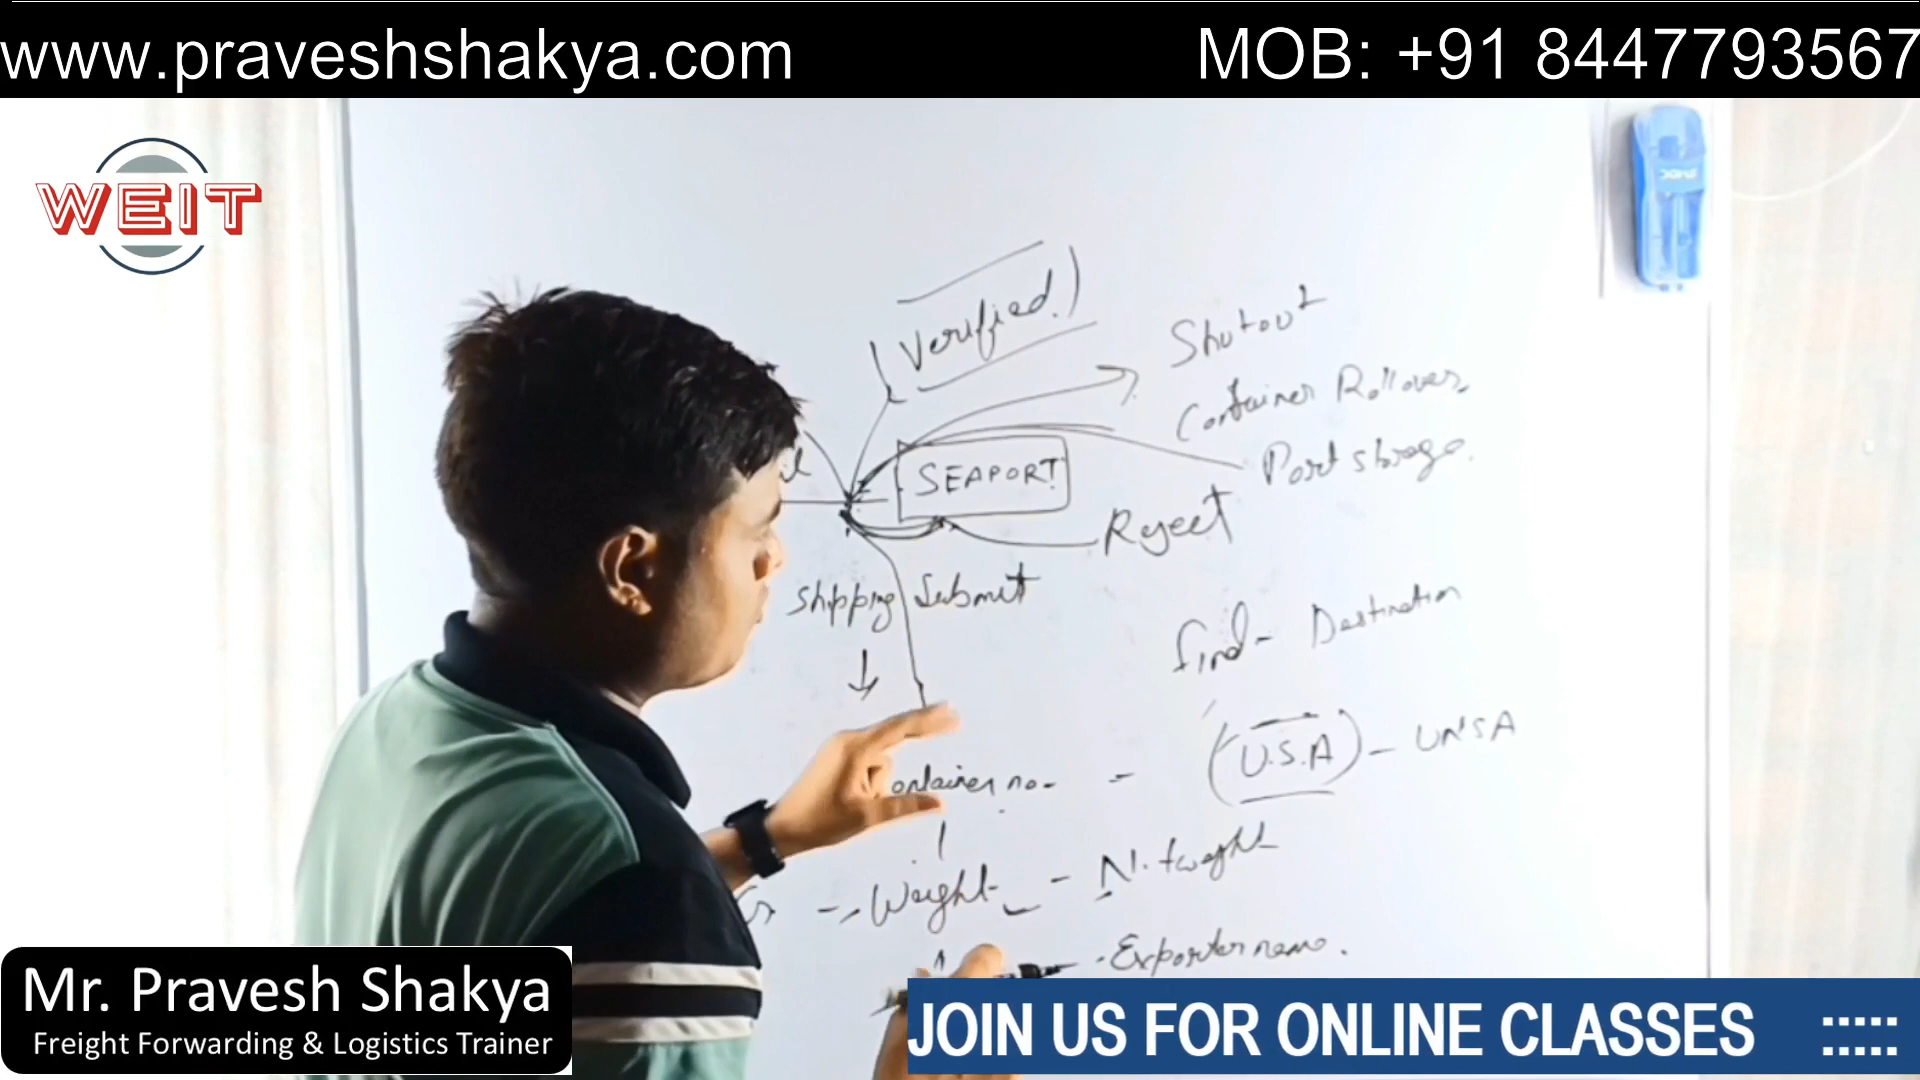 www.praveshshakya.com
MOB: +91 8447793567
WEIT
Verified.
Shutout
Container Rollover
Port storage.
SEAPORT
Reject
Shipping Submit
find - Destination
(U.S.A) - UNSA
ontainer no -
Weight - N.tweght
Exporter name.
Mr. Pravesh Shakya
Freight Forwarding & Logistics Trainer
JOIN US FOR ONLINE CLASSES